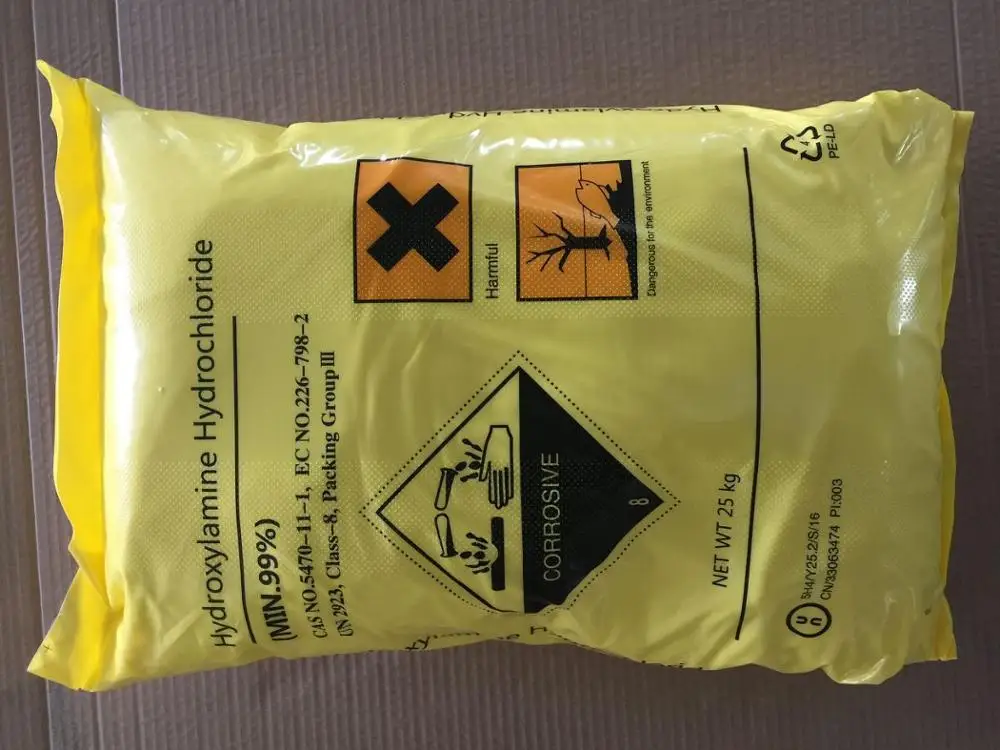 Hydroxylamine Hydrochloride
(MIN.99%)
CAS NO.5470-11-1, EC NO.226-798-2
UN 2923, Class-8, Packing Group Ⅲ
Harmful
Dangerous for the environment
CORROSIVE
8
NET WT 25 kg
un
5H4/Y25.2/S/16
CN/33063474 PI:003
PE-LD